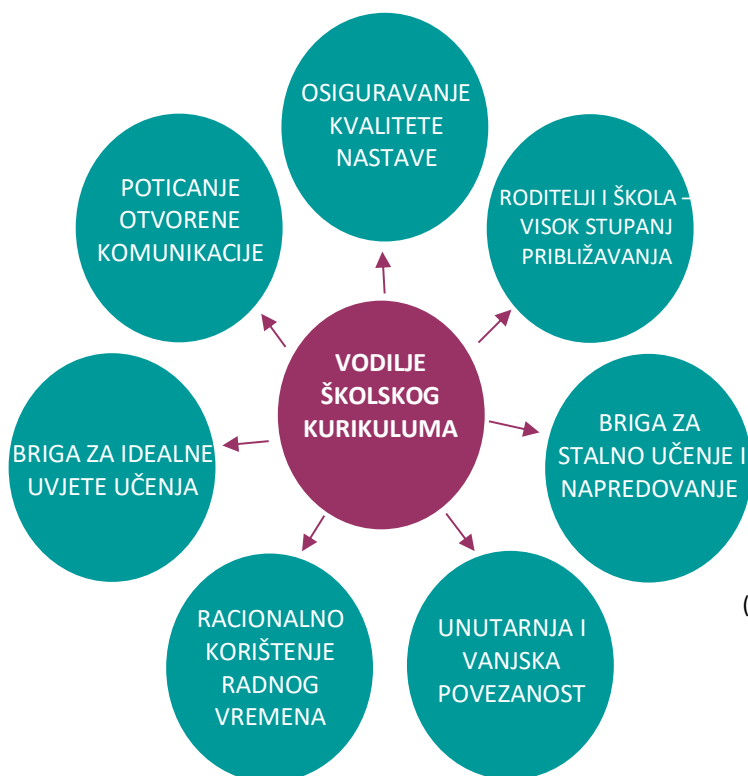 OSIGURAVANJE
KVALITETE
NASTAVE
POTICANJE
OTVORENE
KOMUNIKACIJE
RODITELJI I ŠKOLA –
VISOK STUPANJ
PRIBLIŽAVANJA
VODILJE
ŠKOLSKOG
KURIKULUMA
BRIGA ZA IDEALNE
UVJETE UČENJA
BRIGA ZA
STALNO UČENJE I
NAPREDOVANJE
RACIONALNO
KORIŠTENJE
RADNOG
VREMENA
UNUTARNJA I
VANJSKA
POVEZANOST
(